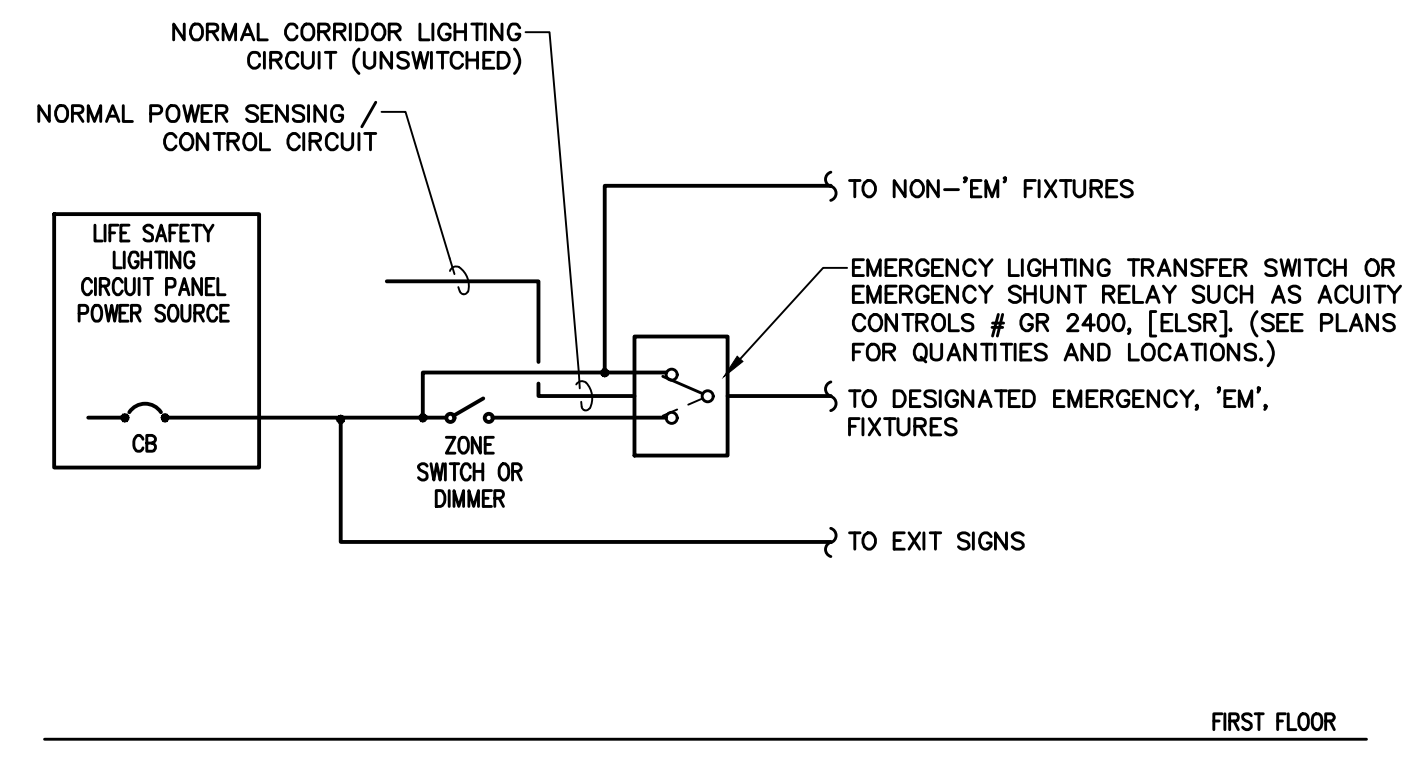 NORMAL CORRIDOR LIGHTING
CIRCUIT (UNSWITCHED)
NORMAL POWER SENSING /
CONTROL CIRCUIT
TO NON-'EM' FIXTURES
LIFE SAFETY
LIGHTING
CIRCUIT PANEL
POWER SOURCE
EMERGENCY LIGHTING TRANSFER SWITCH OR
EMERGENCY SHUNT RELAY SUCH AS ACUITY
CONTROLS # GR 2400, [ELSR]. (SEE PLANS
FOR QUANTITIES AND LOCATIONS.)
TO DESIGNATED EMERGENCY, 'EM',
FIXTURES
CB
ZONE
SWITCH OR
DIMMER
TO EXIT SIGNS
FIRST FLOOR